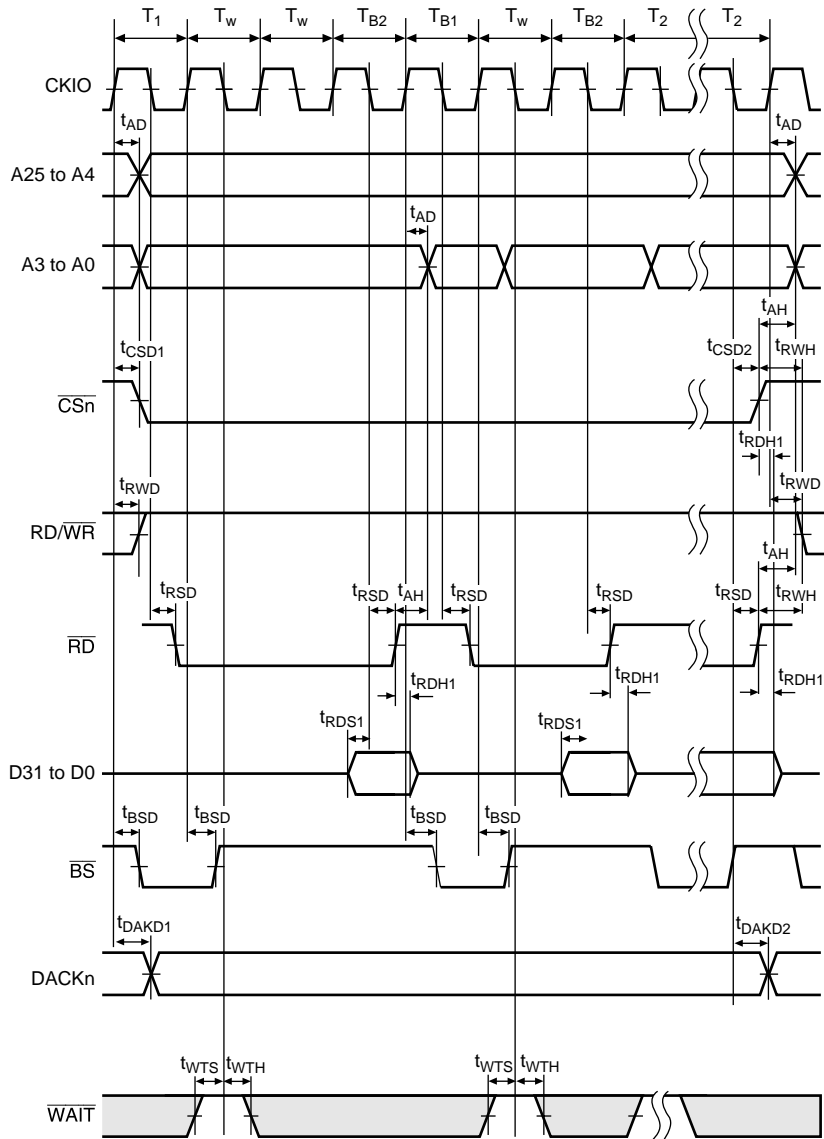 T1 Tw Tw TB2 TB1 Tw TB2 T2 T2
CKIO
tAD tAD
A25 to A4
tAD
A3 to A0
tAH
tCSD1 tCSD2 tRWH
CSn
tRDH1
tRWD tRWD
RD/WR
tAH
tRSD tRSD tAH tRSD tRSD tRSD tRWH
RD
tRDH1 tRDH1 tRDH1
tRDS1 tRDS1
D31 to D0
tBSD tBSD tBSD tBSD
BS
tDAKD1 tDAKD2
DACKn
tWTS tWTH tWTS tWTH
WAIT